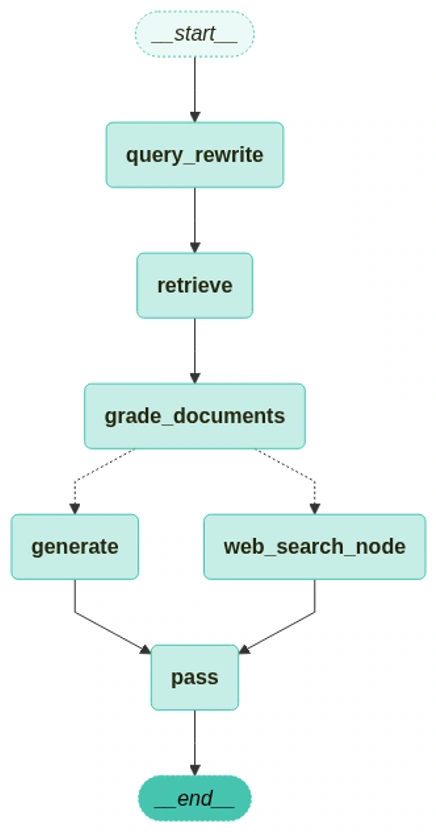 __start__
query_rewrite
retrieve
grade_documents
generate
web_search_node
pass
__end__